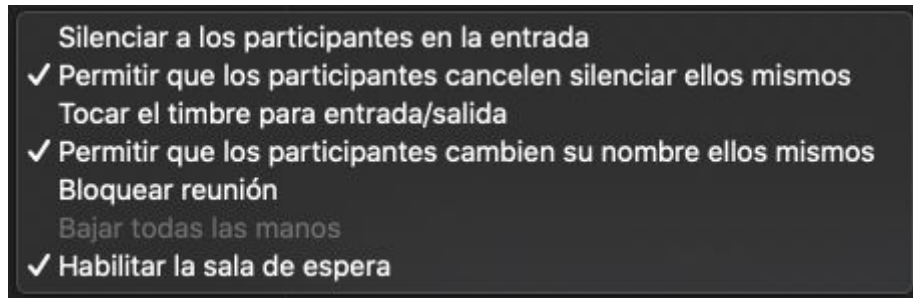 Silenciar a los participantes en la entrada
✓ Permitir que los participantes cancelen silenciar ellos mismos
Tocar el timbre para entrada/salida
✓ Permitir que los participantes cambien su nombre ellos mismos
Bloquear reunión
Bajar todas las manos
✓ Habilitar la sala de espera